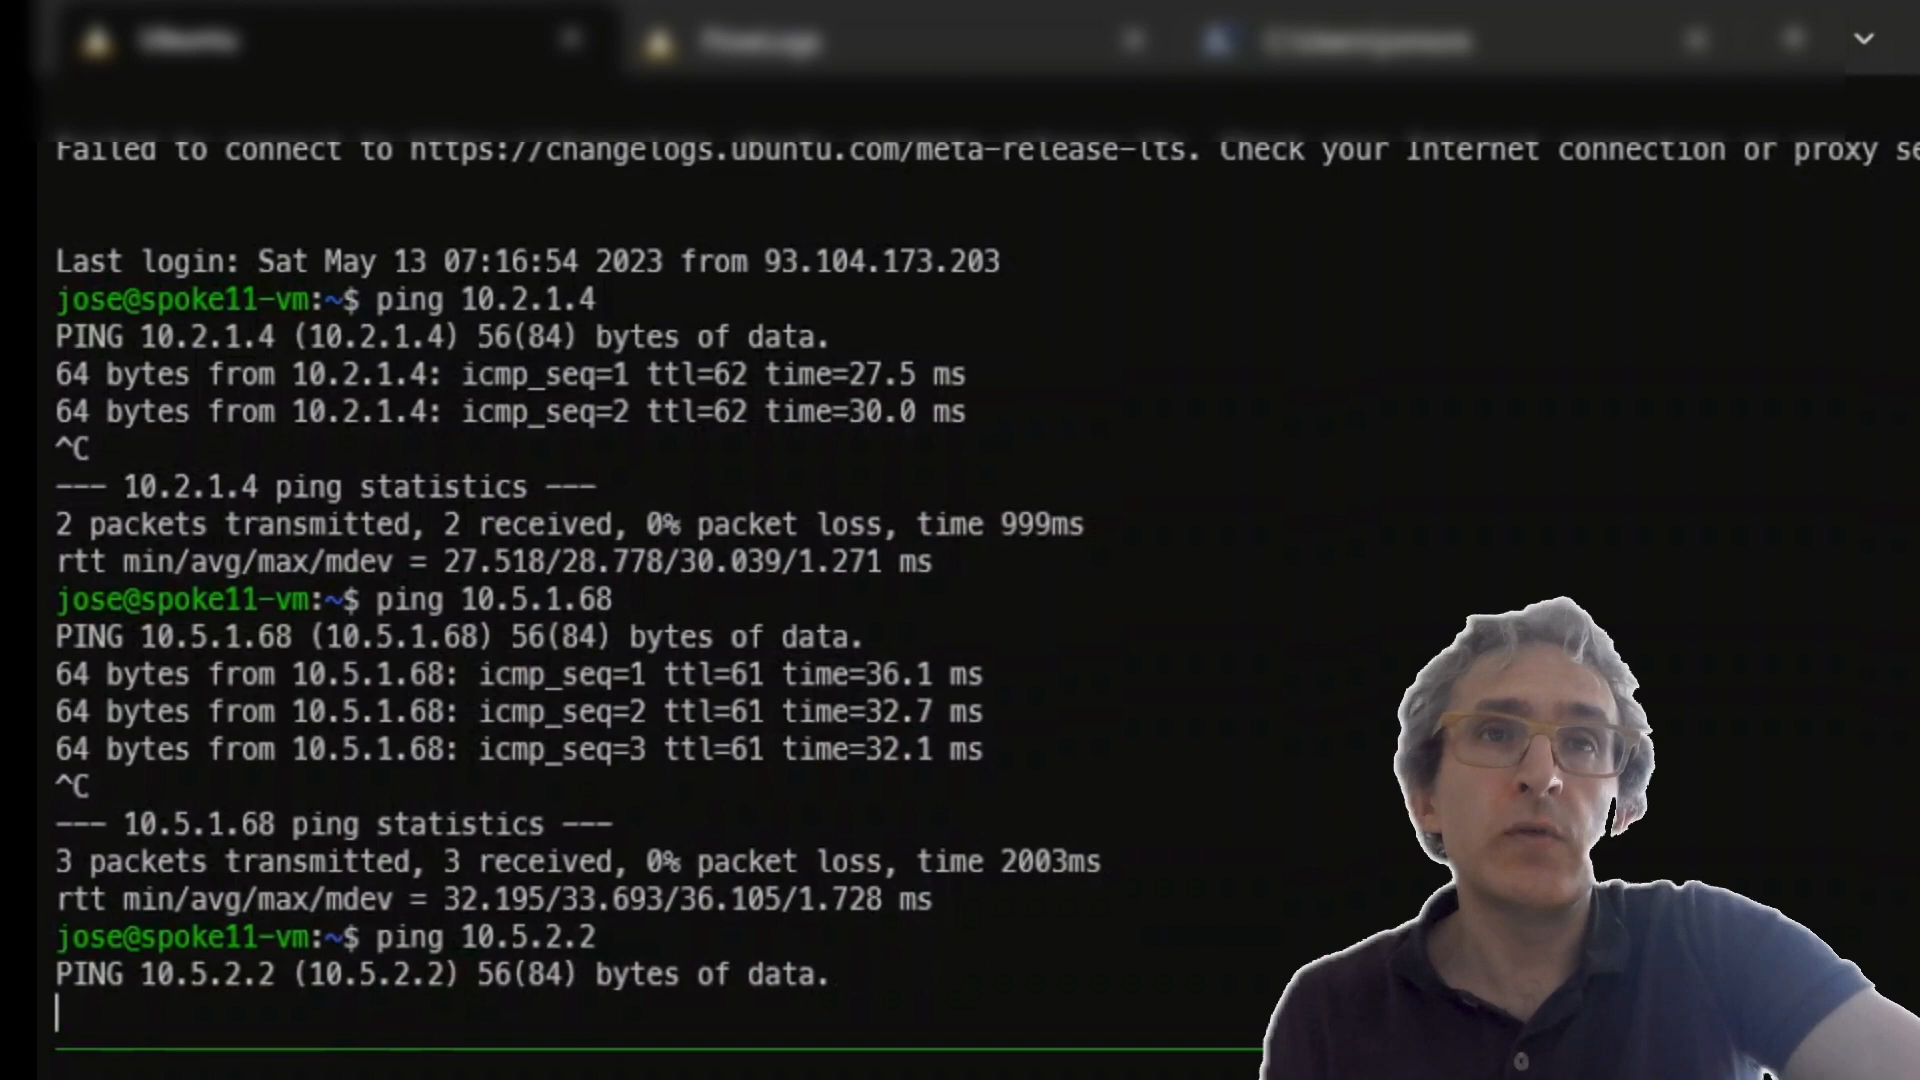 Ubuntu
Failed to connect to https://changelogs.ubuntu.com/meta-release-lts. Check your Internet connection or proxy se
Last login: Sat May 13 07:16:54 2023 from 93.104.173.203
jose@spoke11-vm:~$ ping 10.2.1.4
PING 10.2.1.4 (10.2.1.4) 56(84) bytes of data.
64 bytes from 10.2.1.4: icmp_seq=1 ttl=62 time=27.5 ms
64 bytes from 10.2.1.4: icmp_seq=2 ttl=62 time=30.0 ms
^C
--- 10.2.1.4 ping statistics ---
2 packets transmitted, 2 received, 0% packet loss, time 999ms
rtt min/avg/max/mdev = 27.518/28.778/30.039/1.271 ms
jose@spoke11-vm:~$ ping 10.5.1.68
PING 10.5.1.68 (10.5.1.68) 56(84) bytes of data.
64 bytes from 10.5.1.68: icmp_seq=1 ttl=61 time=36.1 ms
64 bytes from 10.5.1.68: icmp_seq=2 ttl=61 time=32.7 ms
64 bytes from 10.5.1.68: icmp_seq=3 ttl=61 time=32.1 ms
^C
--- 10.5.1.68 ping statistics ---
3 packets transmitted, 3 received, 0% packet loss, time 2003ms
rtt min/avg/max/mdev = 32.195/33.693/36.105/1.728 ms
jose@spoke11-vm:~$ ping 10.5.2.2
PING 10.5.2.2 (10.5.2.2) 56(84) bytes of data.